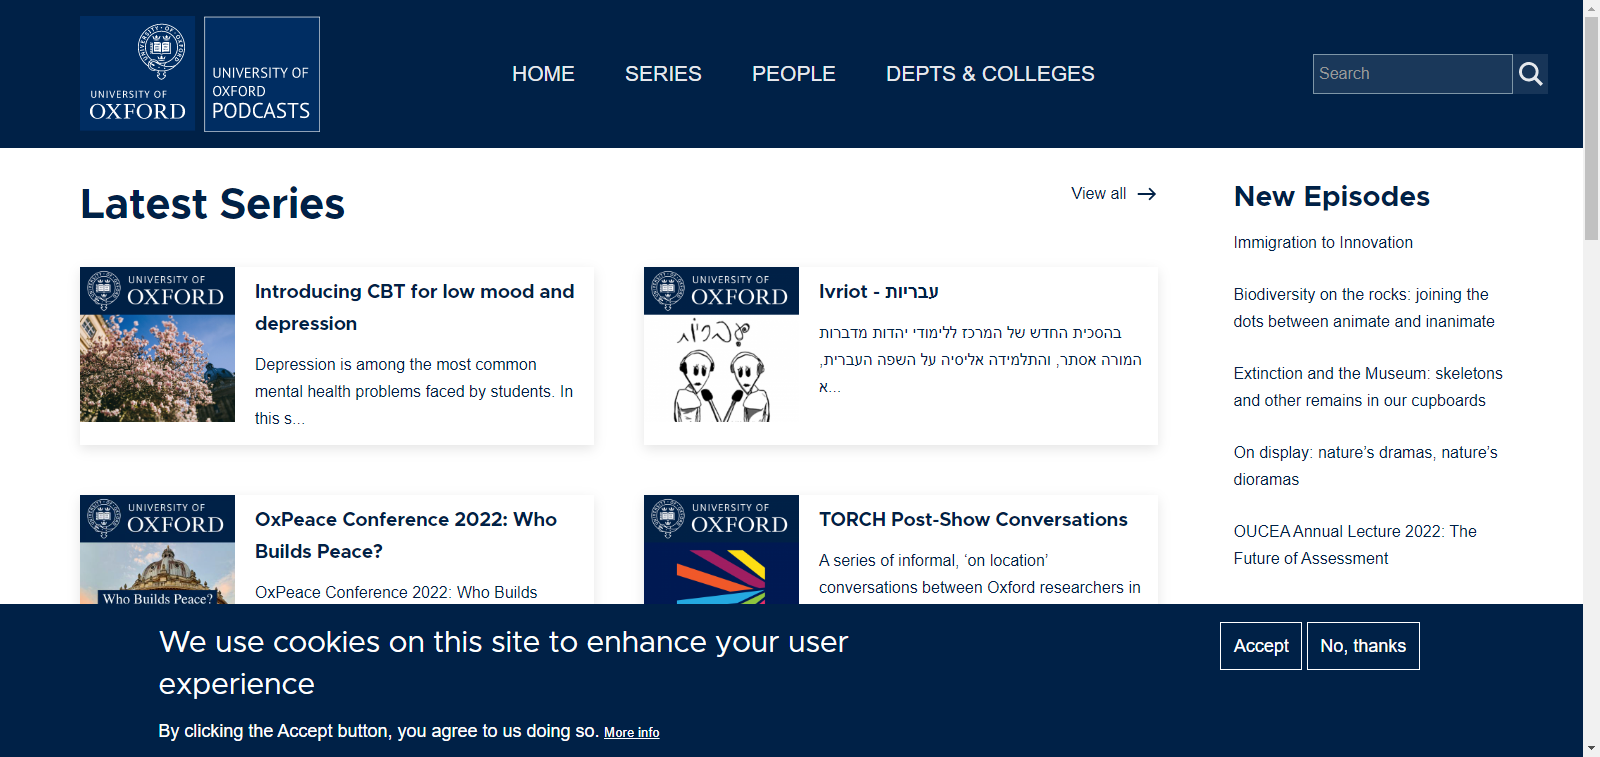 UNIVERSITY OF
OXFORD
UNIVERSITY OF
OXFORD
PODCASTS
HOME
SERIES
PEOPLE
DEPTS & COLLEGES
Search
Latest Series
View all
UNIVERSITY OF
OXFORD
Introducing CBT for low mood and
depression
Depression is among the most common
mental health problems faced by students. In
this s...
UNIVERSITY OF
OXFORD
עבריות
Ivriot - עבריות
בהסכית החדש של המרכז ללימודי יהדות מדברות
המורה אסתר, והתלמידה אליסיה על השפה העברית,
א...
UNIVERSITY OF
OXFORD
Who Builds Peace?
OxPeace Conference 2022: Who
Builds Peace?
OxPeace Conference 2022: Who Builds
UNIVERSITY OF
OXFORD
TORCH Post-Show Conversations
A series of informal, ‘on location’
conversations between Oxford researchers in
New Episodes
Immigration to Innovation
Biodiversity on the rocks: joining the
dots between animate and inanimate
Extinction and the Museum: skeletons
and other remains in our cupboards
On display: nature’s dramas, nature’s
dioramas
OUCEA Annual Lecture 2022: The
Future of Assessment
We use cookies on this site to enhance your user
experience
By clicking the Accept button, you agree to us doing so. More info
Accept
No, thanks